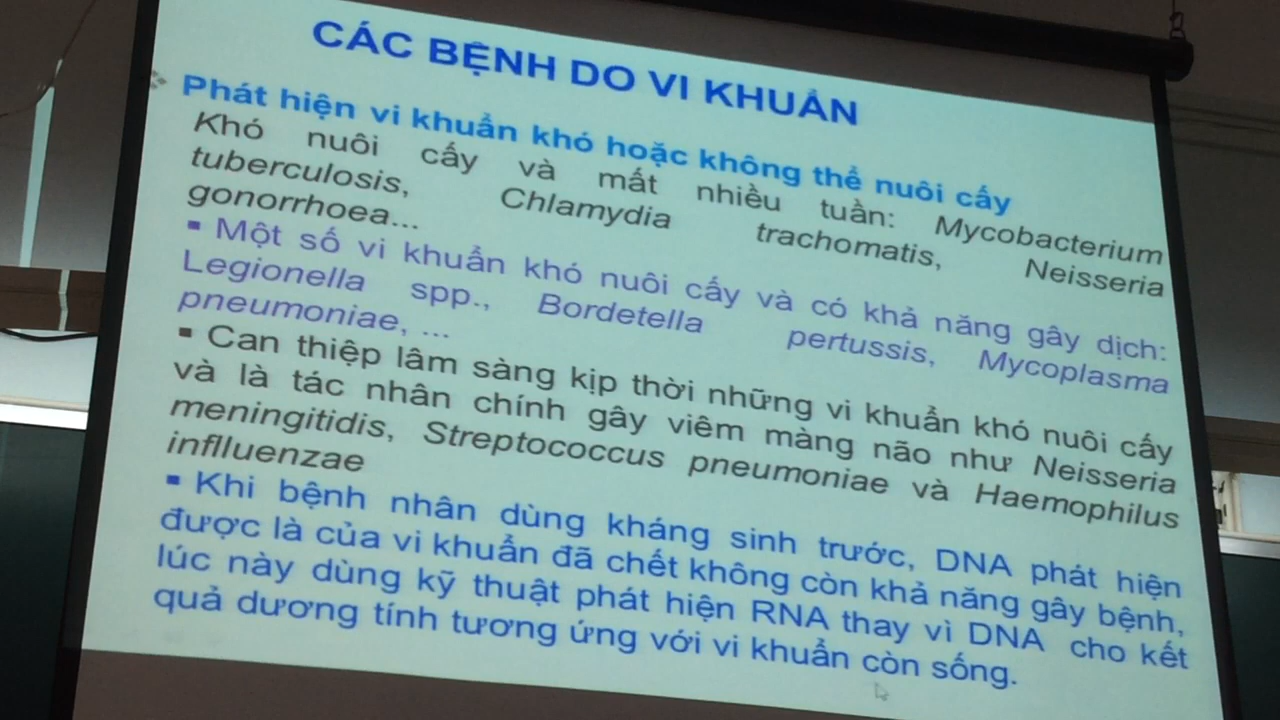 CÁC BỆNH DO VI KHUẨN
Phát hiện vi khuẩn khó hoặc không thể nuôi cấy
Khó nuôi cấy và mất nhiều tuần: Mycobacterium
tuberculosis, Chlamydia trachomatis, Neisseria
gonorrhoea...
▪ Một số vi khuẩn khó nuôi cấy và có khả năng gây dịch:
Legionella spp., Bordetella pertussis, Mycoplasma
pneumoniae, ...
▪ Can thiệp lâm sàng kịp thời những vi khuẩn khó nuôi cấy
và là tác nhân chính gây viêm màng não như Neisseria
meningitidis, Streptococcus pneumoniae và Haemophilus
inflluenzae
▪ Khi bệnh nhân dùng kháng sinh trước, DNA phát hiện
được là của vi khuẩn đã chết không còn khả năng gây bệnh,
lúc này dùng kỹ thuật phát hiện RNA thay vì DNA cho kết
quả dương tính tương ứng với vi khuẩn còn sống.